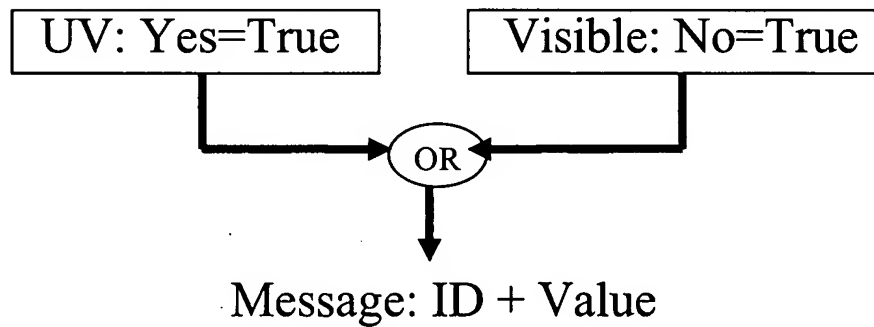 UV: Yes=True
Visible: No=True
OR
Message: ID + Value